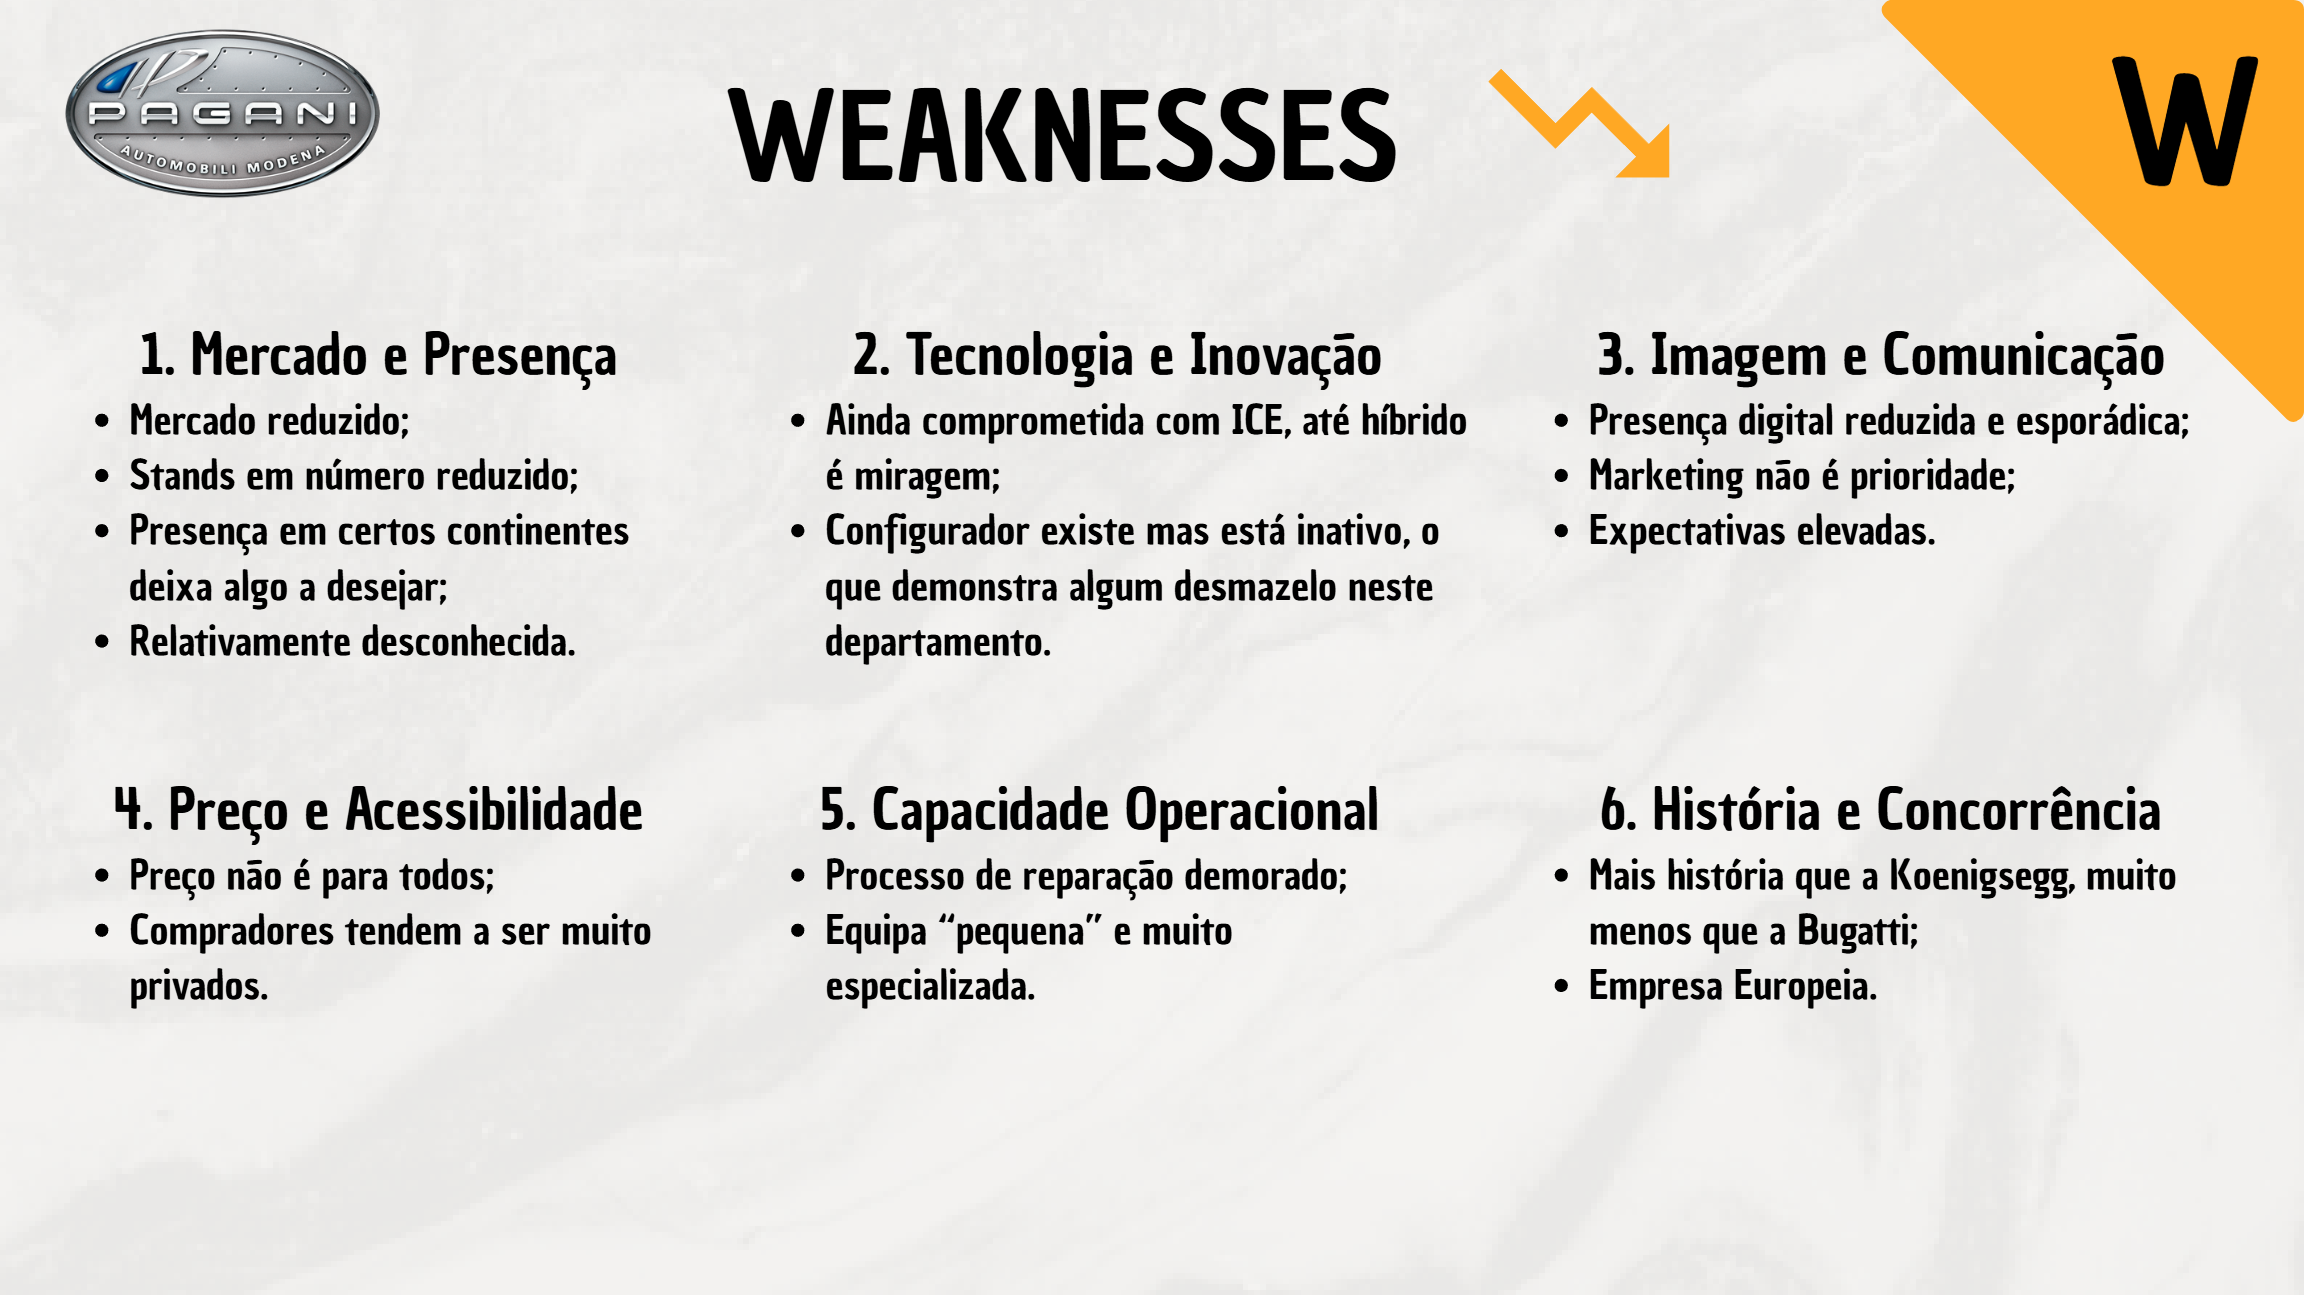 PAGANI
AUTOMOBILI MODENA
WEAKNESSES
W
1. Mercado e Presença
• Mercado reduzido;
• Stands em número reduzido;
• Presença em certos continentes
deixa algo a desejar;
• Relativamente desconhecida.
2. Tecnologia e Inovação
• Ainda comprometida com ICE, até híbrido
é miragem;
• Configurador existe mas está inativo, o
que demonstra algum desmazelo neste
departamento.
3. Imagem e Comunicação
• Presença digital reduzida e esporádica;
• Marketing não é prioridade;
• Expectativas elevadas.
4. Preço e Acessibilidade
• Preço não é para todos;
• Compradores tendem a ser muito
privados.
5. Capacidade Operacional
• Processo de reparação demorado;
• Equipa “pequena” e muito
especializada.
6. História e Concorrência
• Mais história que a Koenigsegg, muito
menos que a Bugatti;
• Empresa Europeia.